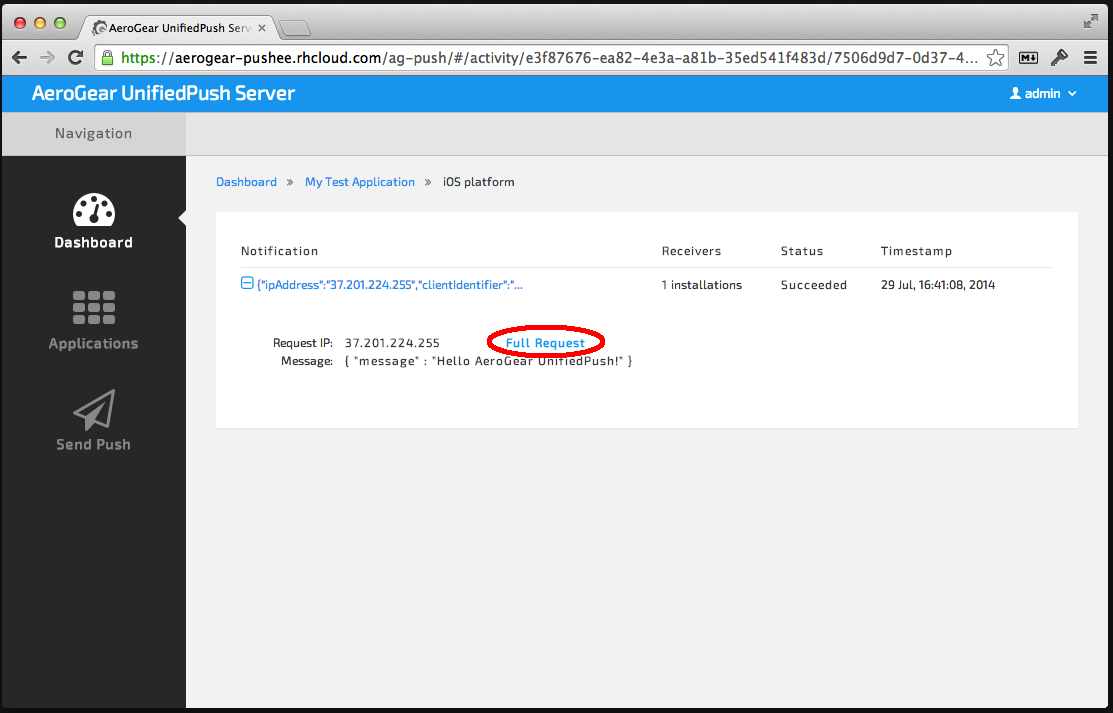 AeroGear UnifiedPush Serv
https://aerogear-pushee.rhcloud.com/ag-push/#/activity/e3f87676-ea82-4e3a-a81b-35ed541f483d/7506d9d7-0d37-4...
AeroGear UnifiedPush Server
admin
Navigation
Dashboard » My Test Application » iOS platform
Dashboard
Applications
Send Push
Notification Receivers Status Timestamp
{"ipAddress":"37.201.224.255","clientIdentifier":"... 1 installations Succeeded 29 Jul, 16:41:08, 2014
Request IP: 37.201.224.255 Full Request
Message: { "message" : "Hello AeroGear UnifiedPush!" }